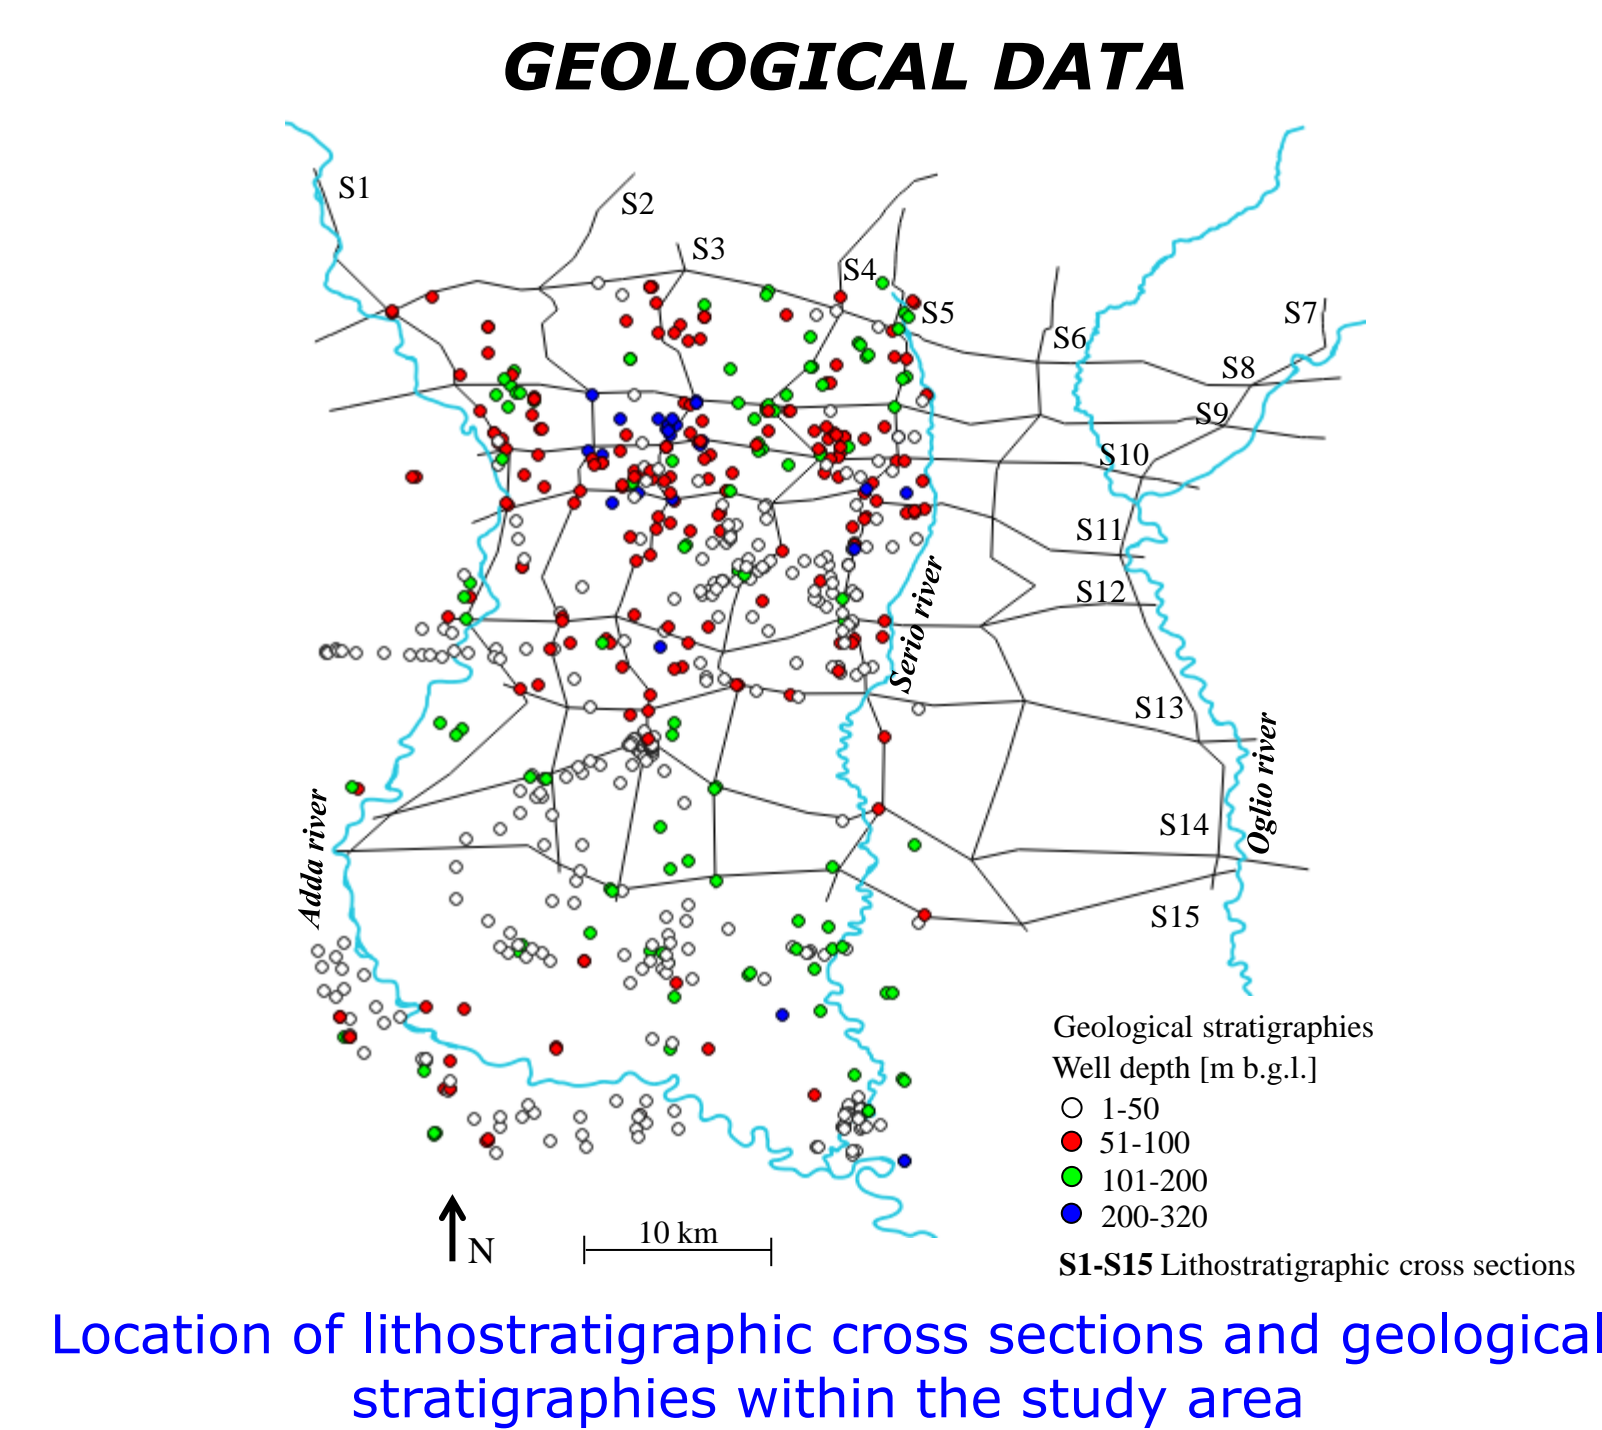 GEOLOGICAL DATA
S1
S2
S3
S4
S5
S6
S7
S8
S9
S10
S11
S12
S13
S14
S15
Serio river
Oglio river
Adda river
Geological stratigraphies
Well depth [m b.g.l.]
1-50
51-100
101-200
200-320
S1-S15 Lithostratigraphic cross sections
N
10 km
Location of lithostratigraphic cross sections and geological
stratigraphies within the study area